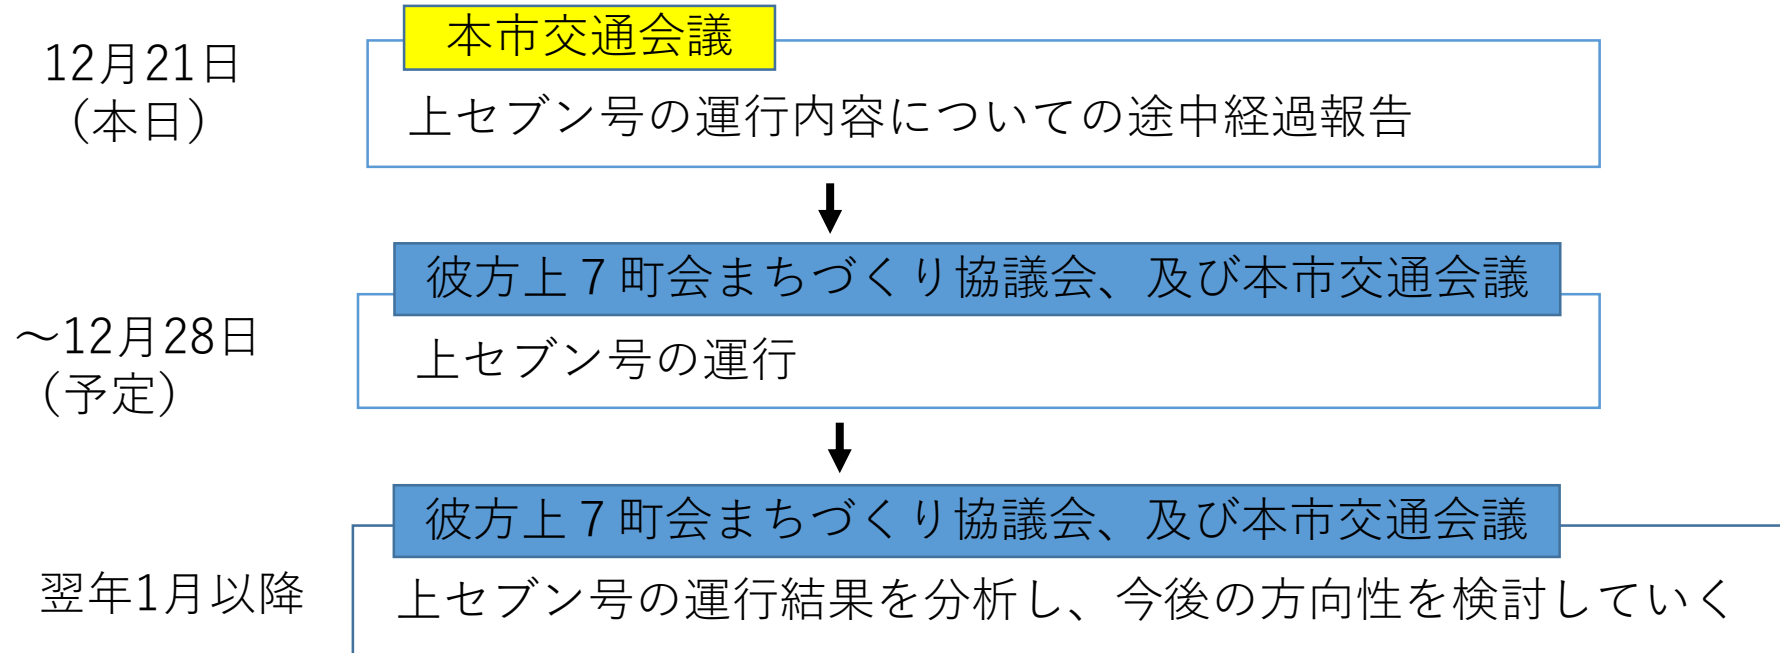 12月21日
（本日）
本市交通会議
上セブン号の運行内容についての途中経過報告
～12月28日
（予定）
彼方上７町会まちづくり協議会、及び本市交通会議
上セブン号の運行
翌年1月以降
彼方上７町会まちづくり協議会、及び本市交通会議
上セブン号の運行結果を分析し、今後の方向性を検討していく